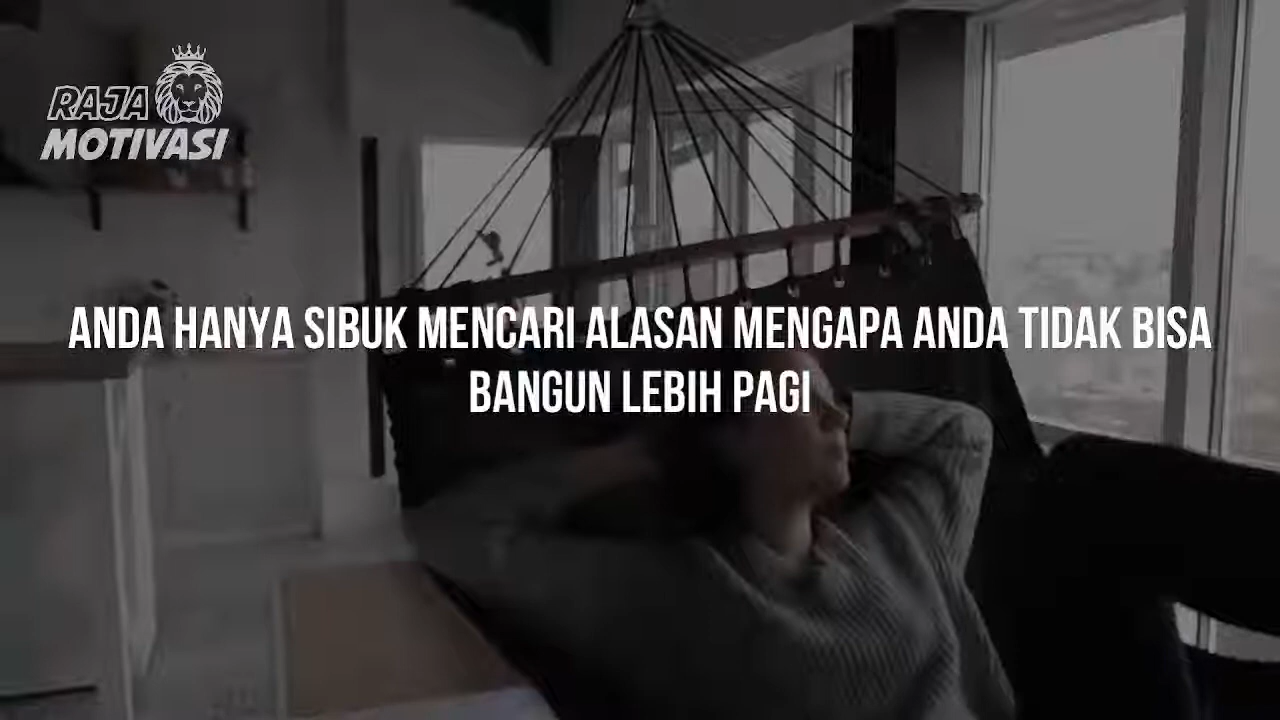 RAJA
MOTIVASI
ANDA HANYA SIBUK MENCARI ALASAN MENGAPA ANDA TIDAK BISA
BANGUN LEBIH PAGI